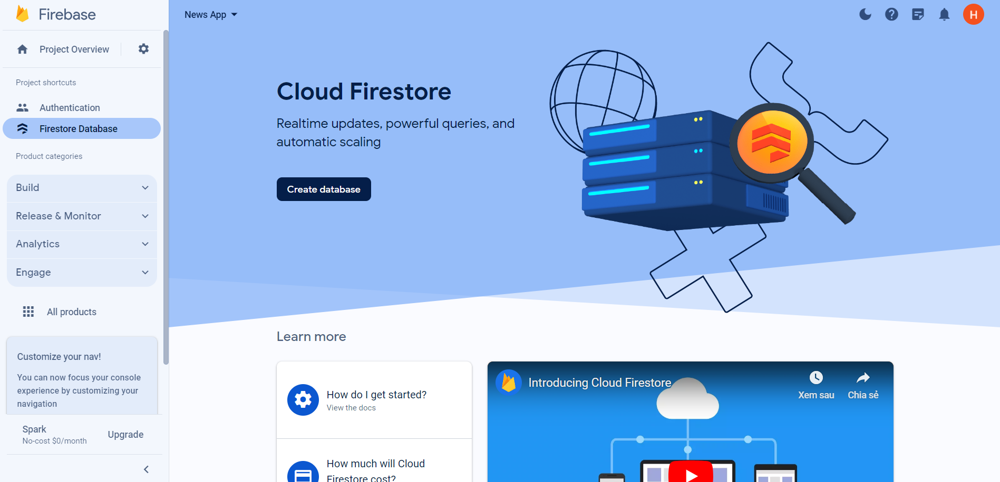 Firebase
Project Overview
Project shortcuts
Authentication
Firestore Database
Product categories
Build
Release & Monitor
Analytics
Engage
All products
Customize your nav!
You can now focus your console
experience by customizing your
navigation
Spark
No-cost $0/month
Upgrade
News App
H
Cloud Firestore
Realtime updates, powerful queries, and
automatic scaling
Create database
Learn more
How do I get started?
View the docs
How much will Cloud
Firestore cost?
Introducing Cloud Firestore
Xem sau
Chia sẻ